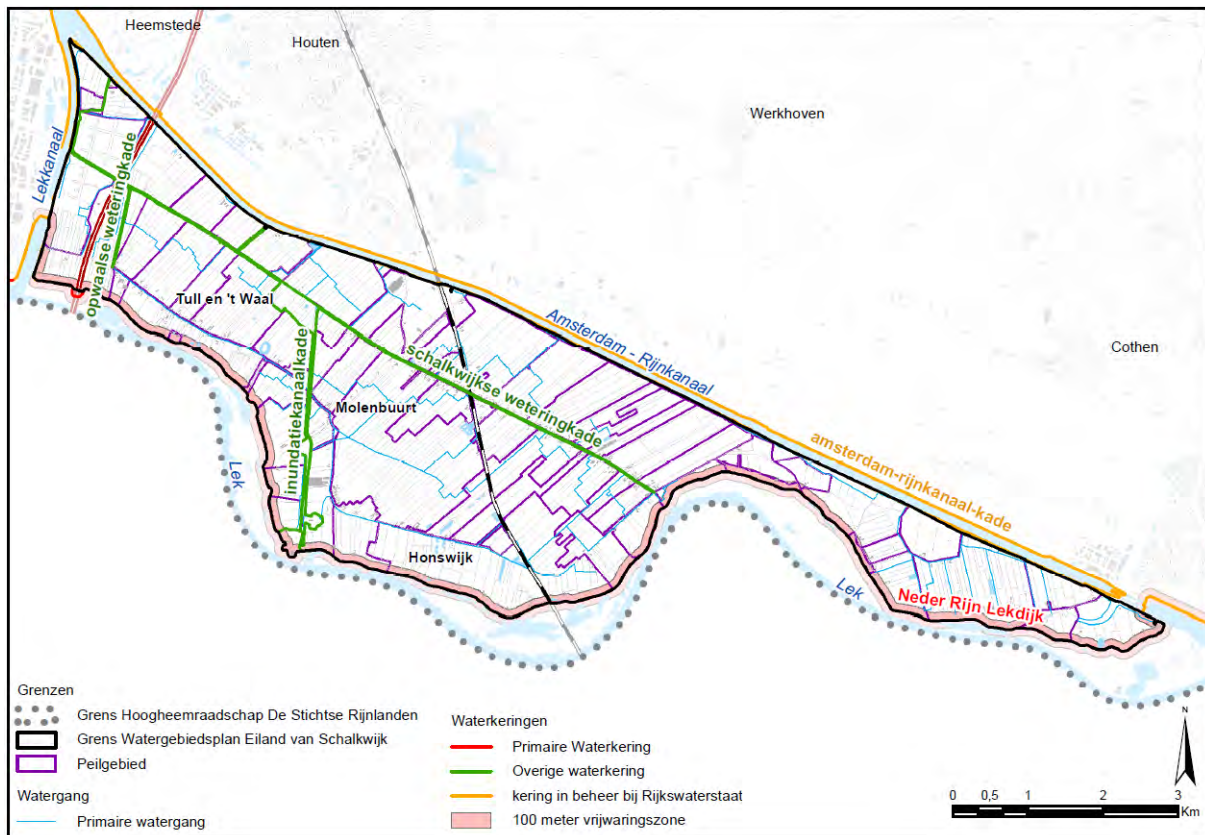 Heemstede
Houten
Werkhoven
Lekkanaal
opwaalse weteringkade
Tull en 't Waal
Amsterdam - Rijnkanaal
Cothen
schalkwijkse weteringkade
inundatiekanaalkade
Molenbuurt
Lek
amsterdam-rijnkanaal-kade
Honswijk
Lek
Neder Rijn Lekdijk
Grenzen
Grens Hoogheemraadschap De Stichtse Rijnlanden
Grens Watergebiedsplan Eiland van Schalkwijk
Peilgebied
Watergang
Primaire watergang
Waterkeringen
Primaire Waterkering
Overige waterkering
kering in beheer bij Rijkswaterstaat
100 meter vrijwaringszone
N
0 0,5 1 2 3
Km